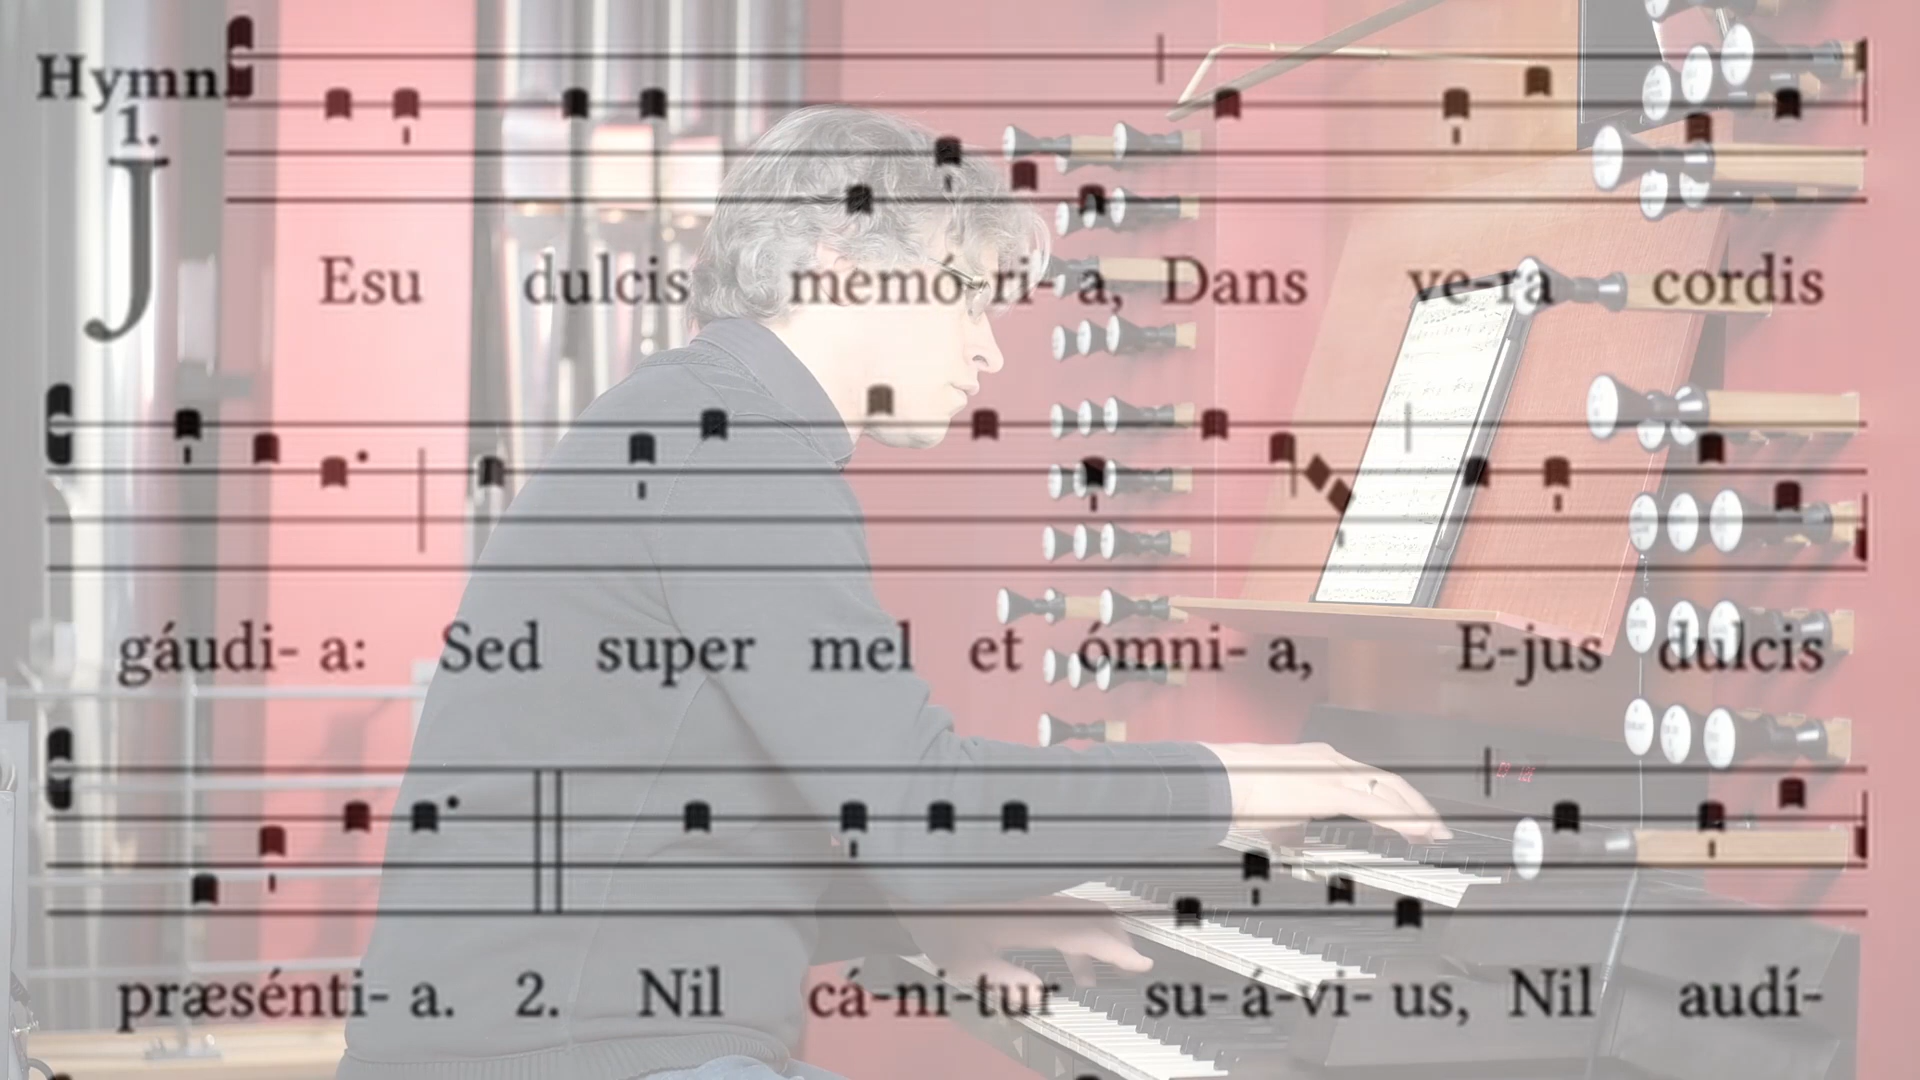 Hymn.
1.
JEsu dulcis memó-ri- a, Dans ve-ra cordis
gáudi- a: Sed super mel et ómni- a, E-jus dulcis
præsénti- a. 2. Nil cá-ni-tur su- á-vi- us, Nil audí-